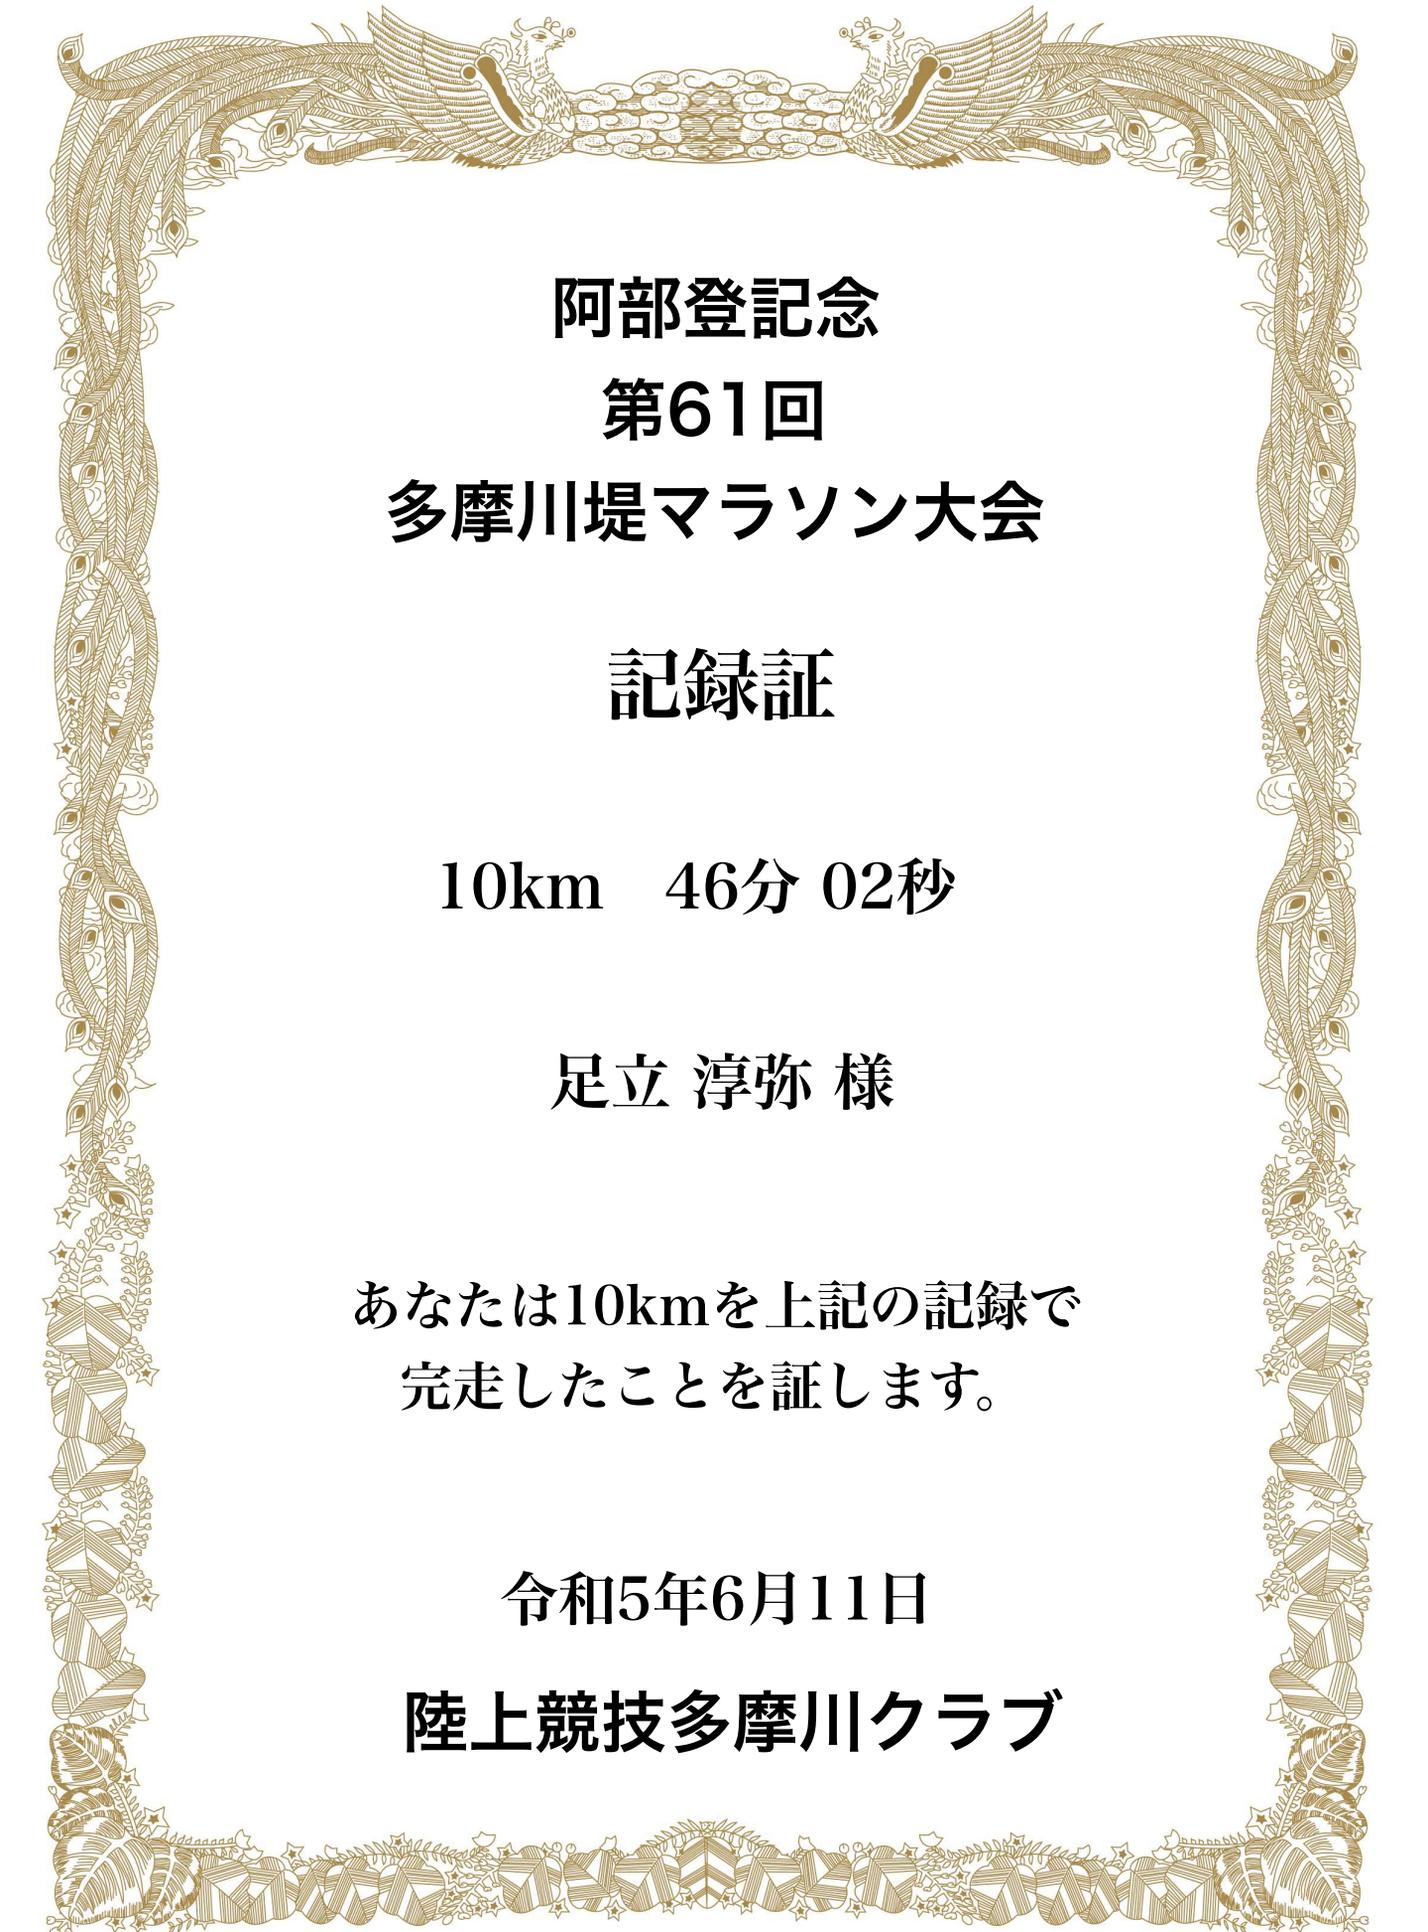 阿部登記念
第61回
多摩川堤マラソン大会
記録証
10km　46分 02秒
足立 淳弥 様
あなたは10kmを上記の記録で
完走したことを証します。
令和5年6月11日
陸上競技多摩川クラブ